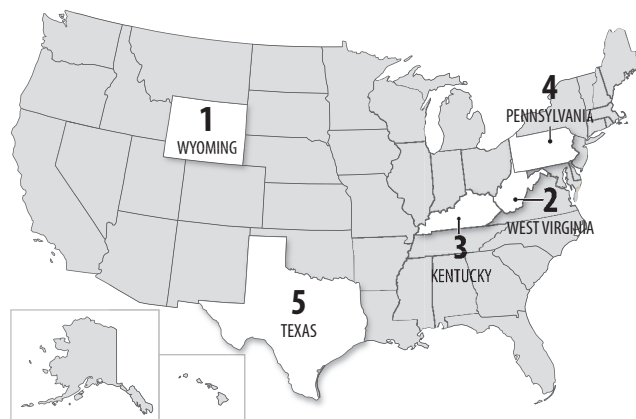 1
WYOMING
4
PENNSYLVANIA
2
WEST VIRGINIA
3
KENTUCKY
5
TEXAS